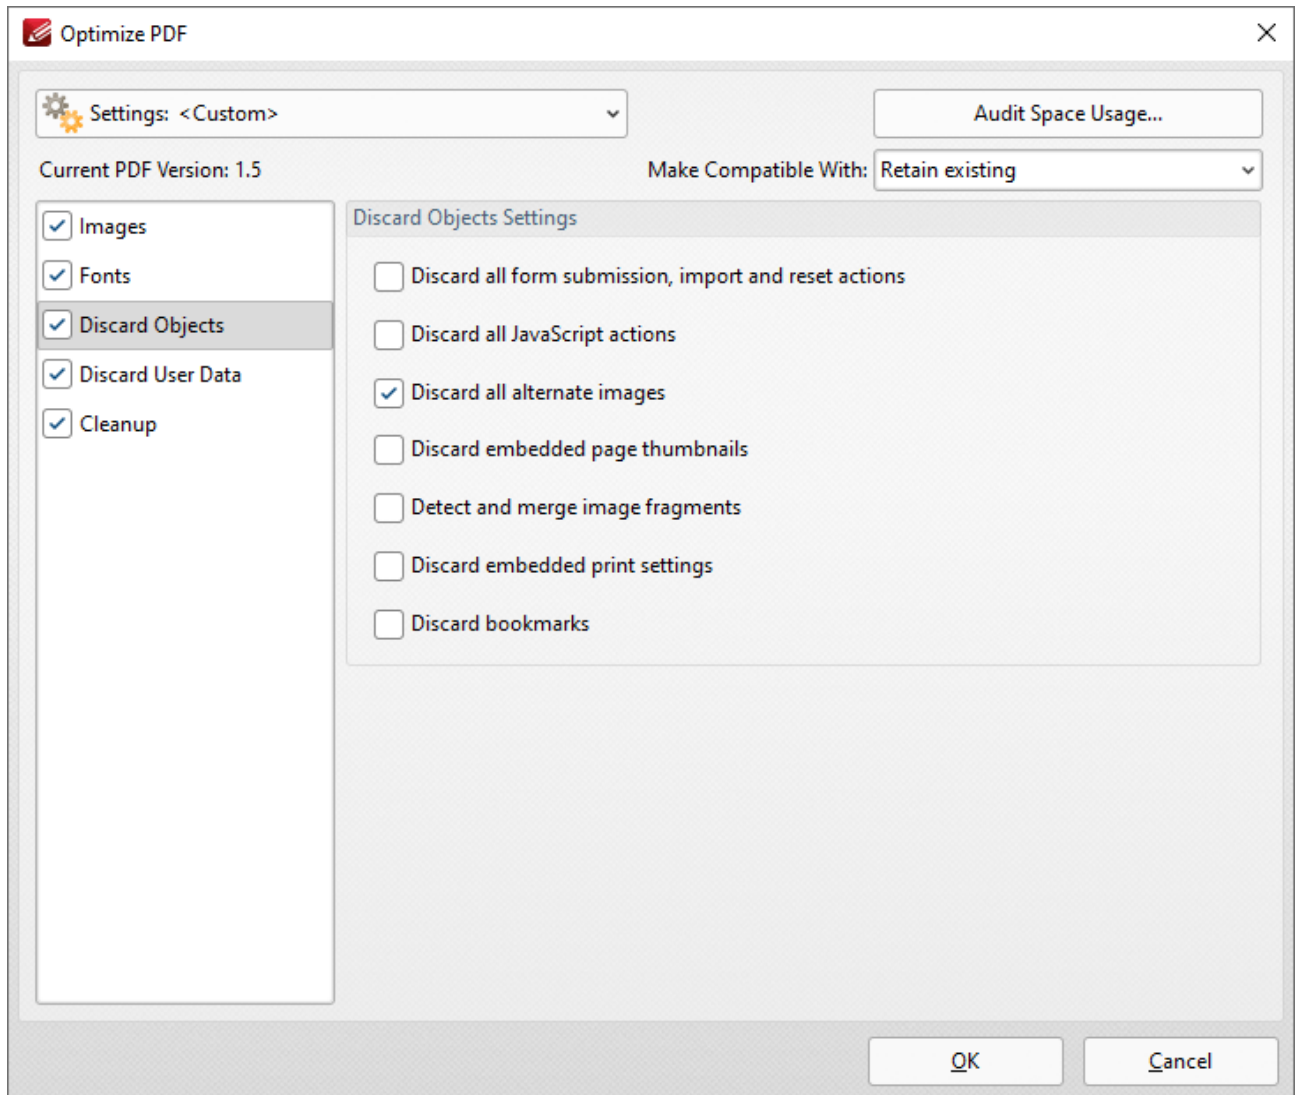 Optimize PDF
Settings: <Custom>
Audit Space Usage...
Current PDF Version: 1.5
Make Compatible With: Retain existing
Images
Fonts
Discard Objects
Discard User Data
Cleanup
Discard Objects Settings
Discard all form submission, import and reset actions
Discard all JavaScript actions
Discard all alternate images
Discard embedded page thumbnails
Detect and merge image fragments
Discard embedded print settings
Discard bookmarks
OK
Cancel